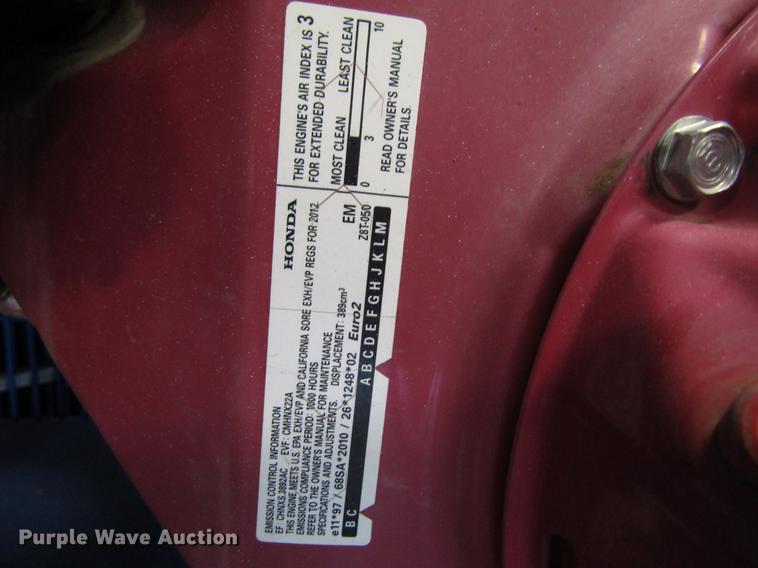 HONDA
EMISSION CONTROL INFORMATION
EF: CHNXS.3892AC EVF: CMHNX22A
THIS ENGINE MEETS U.S. EPA EXH/EVP AND CALIFORNIA SORE EXH/EVP REGS FOR 2012
EMISSIONS COMPLIANCE PERIOD: 1000 HOURS
REFER TO THE OWNER'S MANUAL FOR MAINTENANCE
SPECIFICATIONS AND ADJUSTMENTS. DISPLACEMENT: 389cm³
EM
e11*97 / 68SA*2010 / 26*1248*02 Euro2
Z8T-050
B C A B C D E F G H J K L M
THIS ENGINE'S AIR INDEX IS 3
FOR EXTENDED DURABILITY.
MOST CLEAN LEAST CLEAN
0 3 10
READ OWNER'S MANUAL
FOR DETAILS.
Purple Wave Auction